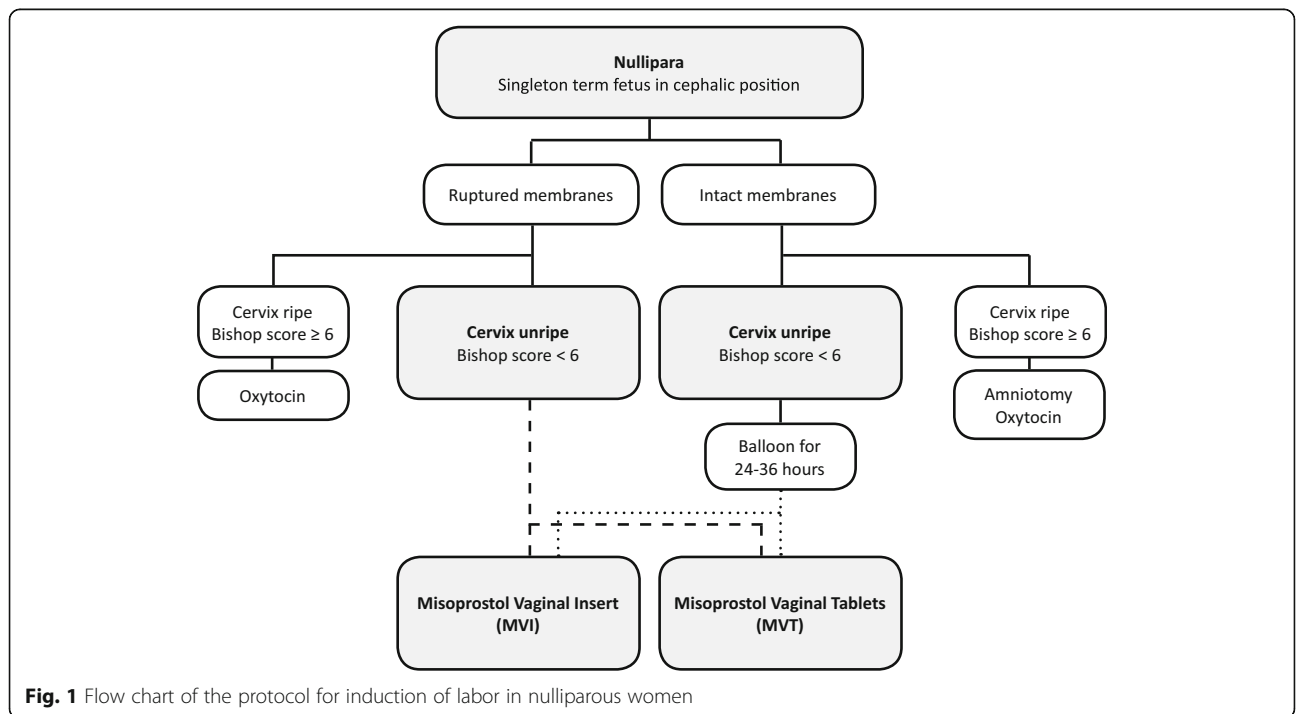 Nullipara
Singleton term fetus in cephalic position
Ruptured membranes
Intact membranes
Cervix ripe
Bishop score ≥ 6
Cervix unripe
Bishop score < 6
Cervix unripe
Bishop score < 6
Cervix ripe
Bishop score ≥ 6
Oxytocin
Amniotomy
Oxytocin
Balloon for
24-36 hours
Misoprostol Vaginal Insert
(MVI)
Misoprostol Vaginal Tablets
(MVT)
Fig. 1 Flow chart of the protocol for induction of labor in nulliparous women